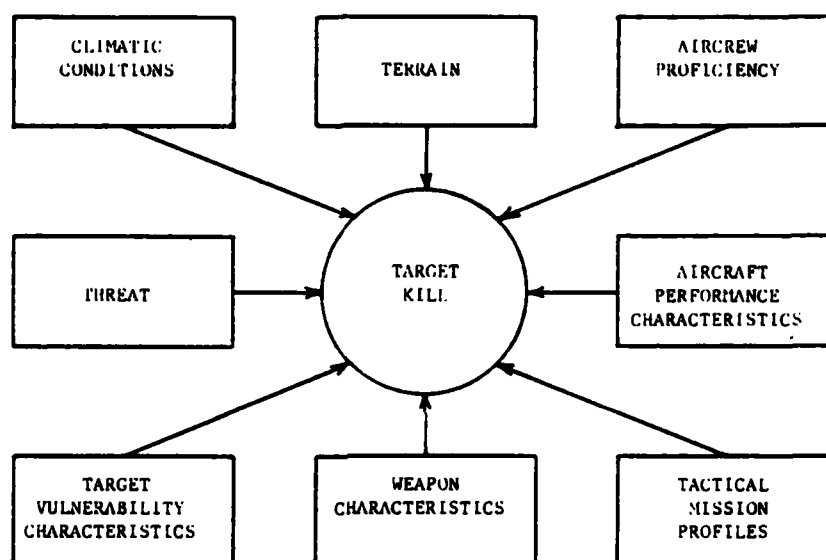 CLIMATIC
CONDITIONS
TERRAIN
AIRCREW
PROFICIENCY
THREAT
TARGET
KILL
AIRCRAFT
PERFORMANCE
CHARACTERISTICS
TARGET
VULNERABILITY
CHARACTERISTICS
WEAPON
CHARACTERISTICS
TACTICAL
MISSION
PROFILES